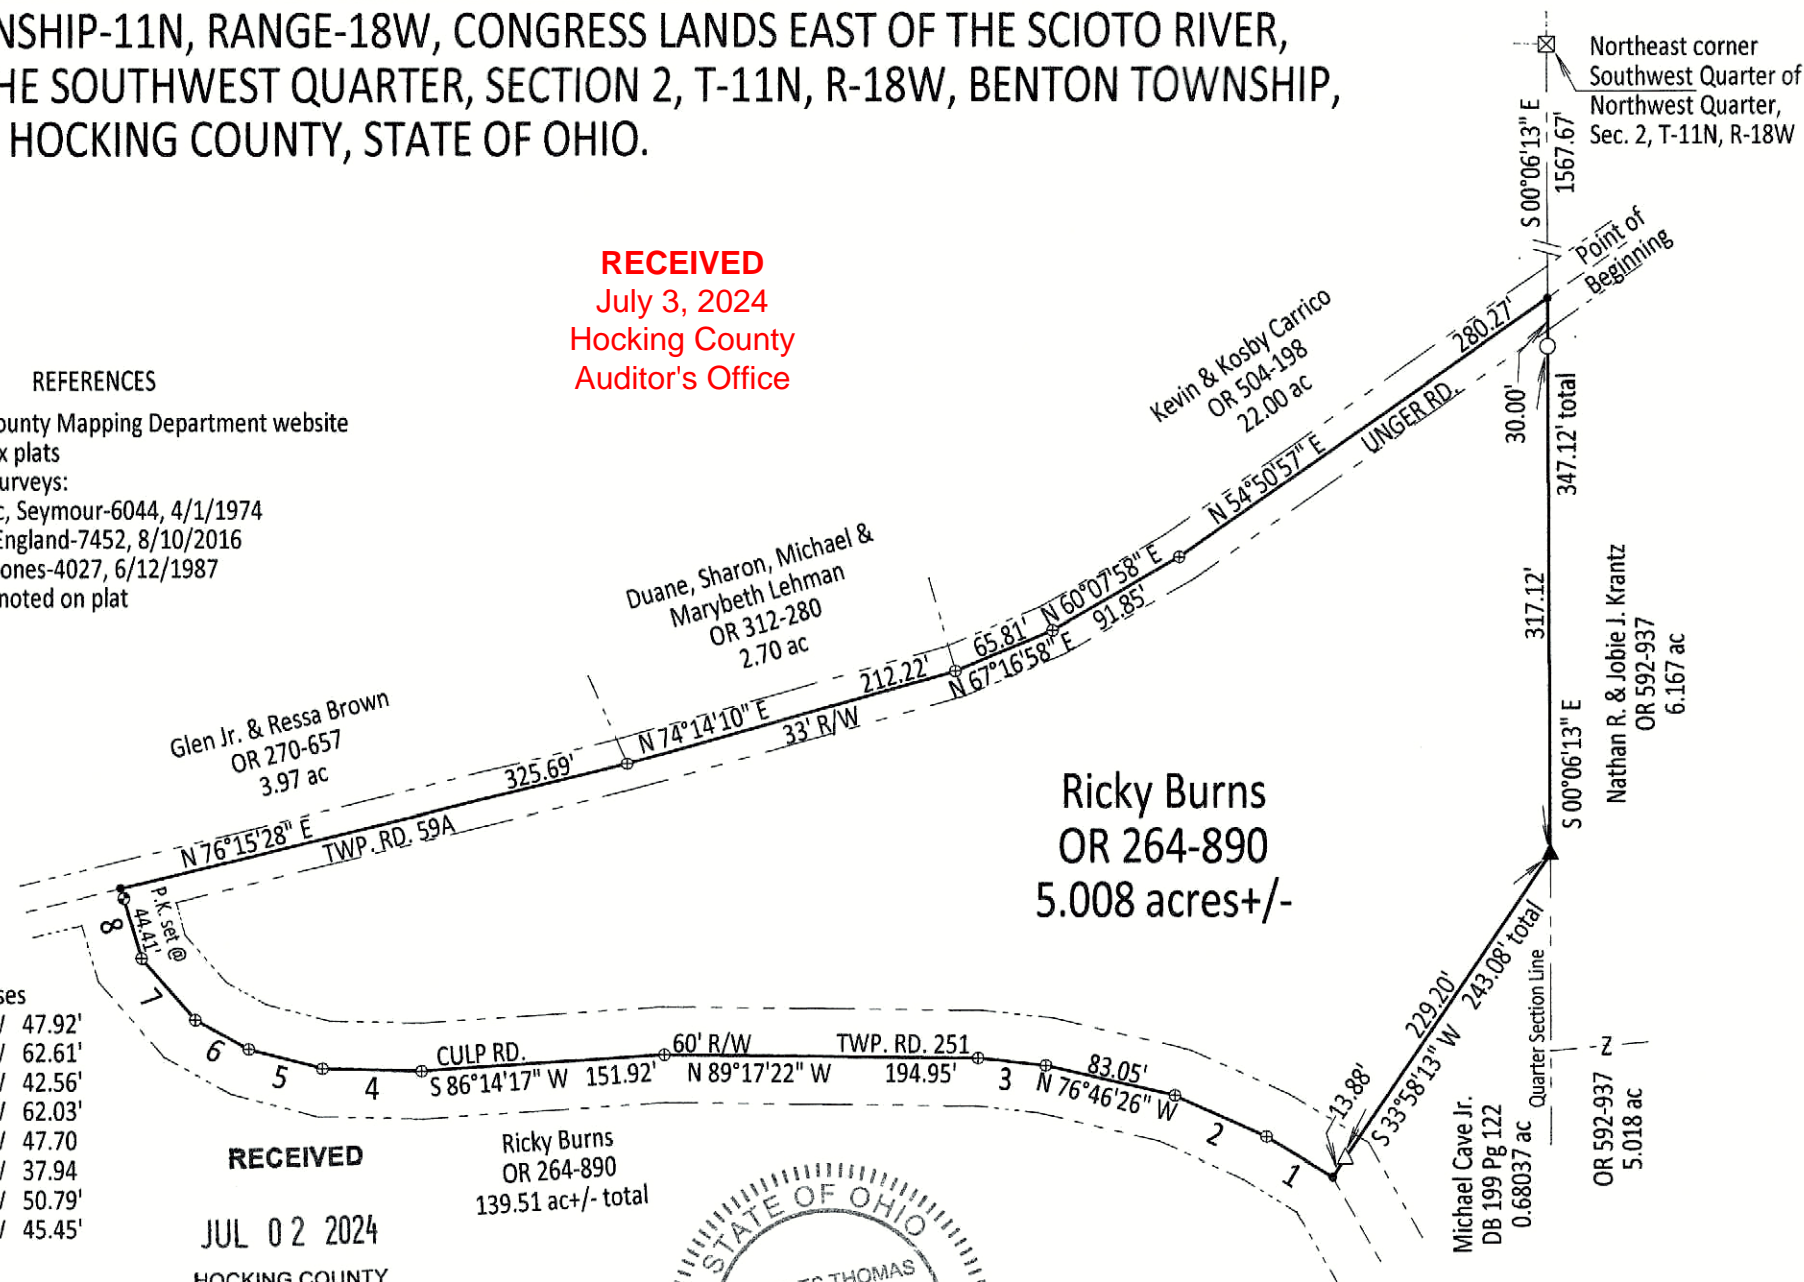 NSHIP-11N, RANGE-18W, CONGRESS LANDS EAST OF THE SCIOTO RIVER,
HE SOUTHWEST QUARTER, SECTION 2, T-11N, R-18W, BENTON TOWNSHIP,
HOCKING COUNTY, STATE OF OHIO.
Northeast corner
Southwest Quarter of
Northwest Quarter,
Sec. 2, T-11N, R-18W
S 00°06'13" E
1567.67'
Point of
Beginning
RECEIVED
July 3, 2024
Hocking County
Auditor's Office
REFERENCES
ounty Mapping Department website
x plats
urveys:
c, Seymour-6044, 4/1/1974
England-7452, 8/10/2016
ones-4027, 6/12/1987
noted on plat
Kevin & Kosby Carrico
OR 504-198
22.00 ac
280.27'
N 54°50'57" E
UNGER RD.
30.00'
347.12' total
317.12'
S 00°06'13" E
Nathan R. & Jobie J. Krantz
OR 592-937
6.167 ac
Duane, Sharon, Michael &
Marybeth Lehman
OR 312-280
2.70 ac
65.81'
N 67°16'58" E
N 60°07'58" E
91.85'
212.22'
N 74°14'10" E
33' R/W
Glen Jr. & Ressa Brown
OR 270-657
3.97 ac
325.69'
N 76°15'28" E
TWP. RD. 59A
Ricky Burns
OR 264-890
5.008 acres+/-
P.K. set @
44.41'
8
7
6
5
4
CULP RD.
S 86°14'17" W 151.92'
60' R/W
TWP. RD. 251
N 89°17'22" W
194.95'
3
83.05'
N 76°46'26" W
2
1
13.88'
229.20'
S 33°58'13" W 243.08' total
Quarter Section Line
Z
OR 592-937
5.018 ac
Michael Cave Jr.
DB 199 Pg 122
0.68037 ac
ses
/ 47.92'
/ 62.61'
/ 42.56'
/ 62.03'
/ 47.70
/ 37.94
/ 50.79'
/ 45.45'
RECEIVED
JUL 02 2024
HOCKING COUNTY
Ricky Burns
OR 264-890
139.51 ac+/- total
STATE OF OHIO
THOMAS